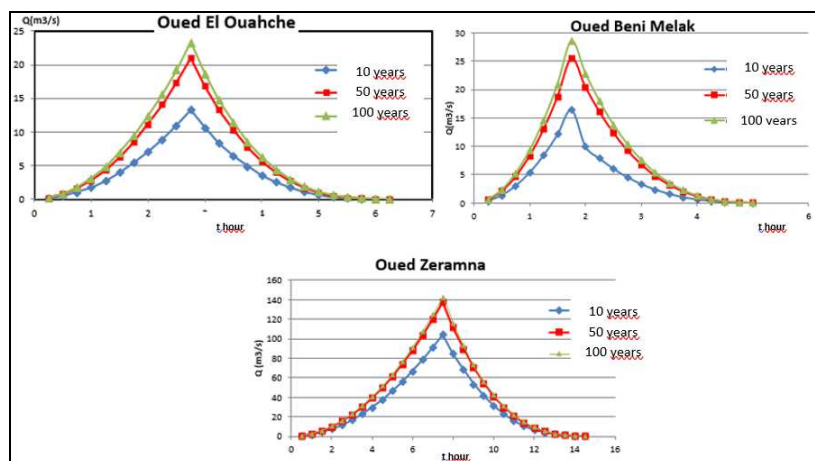 Oued El Ouahche
Q(m3/s)
25
20
15
10
5
0
0 1 2 4 5 6 7
t hour
10 years
50 years
100 years
Oued Beni Melak
Q(m3/s)
30
25
20
15
10
5
0
0 1 2 3 4 5 6
t hour
10 years
50 years
100 years
Oued Zeramna
Q (m3/s)
160
140
120
100
80
60
40
20
0
0 2 4 6 8 10 12 14 16
t hour
10 years
50 years
100 years